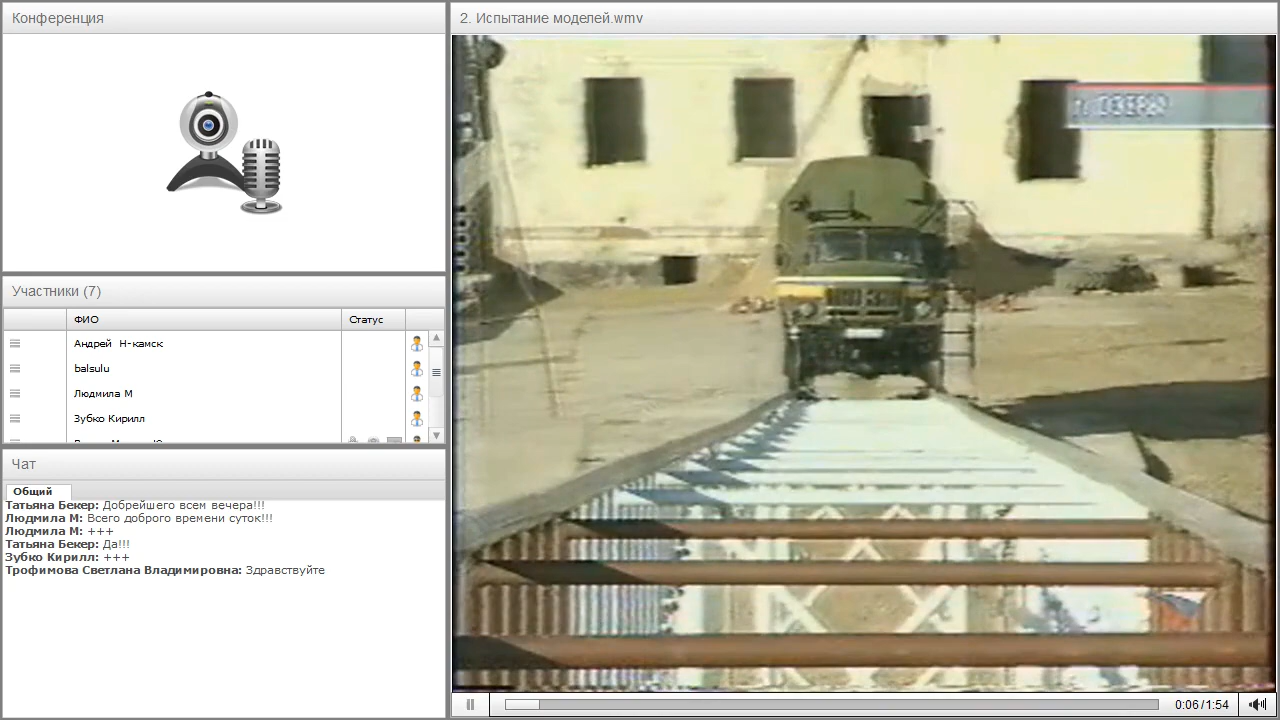 Конференция
2. Испытание моделей.wmv
Участники (7)
ФИО
Статус
Андрей Н-камск
balsulu
Людмила М
Зубко Кирилл
Чат
Общий
Татьяна Бекер: Добрейшего всем вечера!!!
Людмила М: Всего доброго времени суток!!!
Людмила М: +++
Татьяна Бекер: Да!!!
Зубко Кирилл: +++
Трофимова Светлана Владимировна: Здравствуйте
0:06/1:54